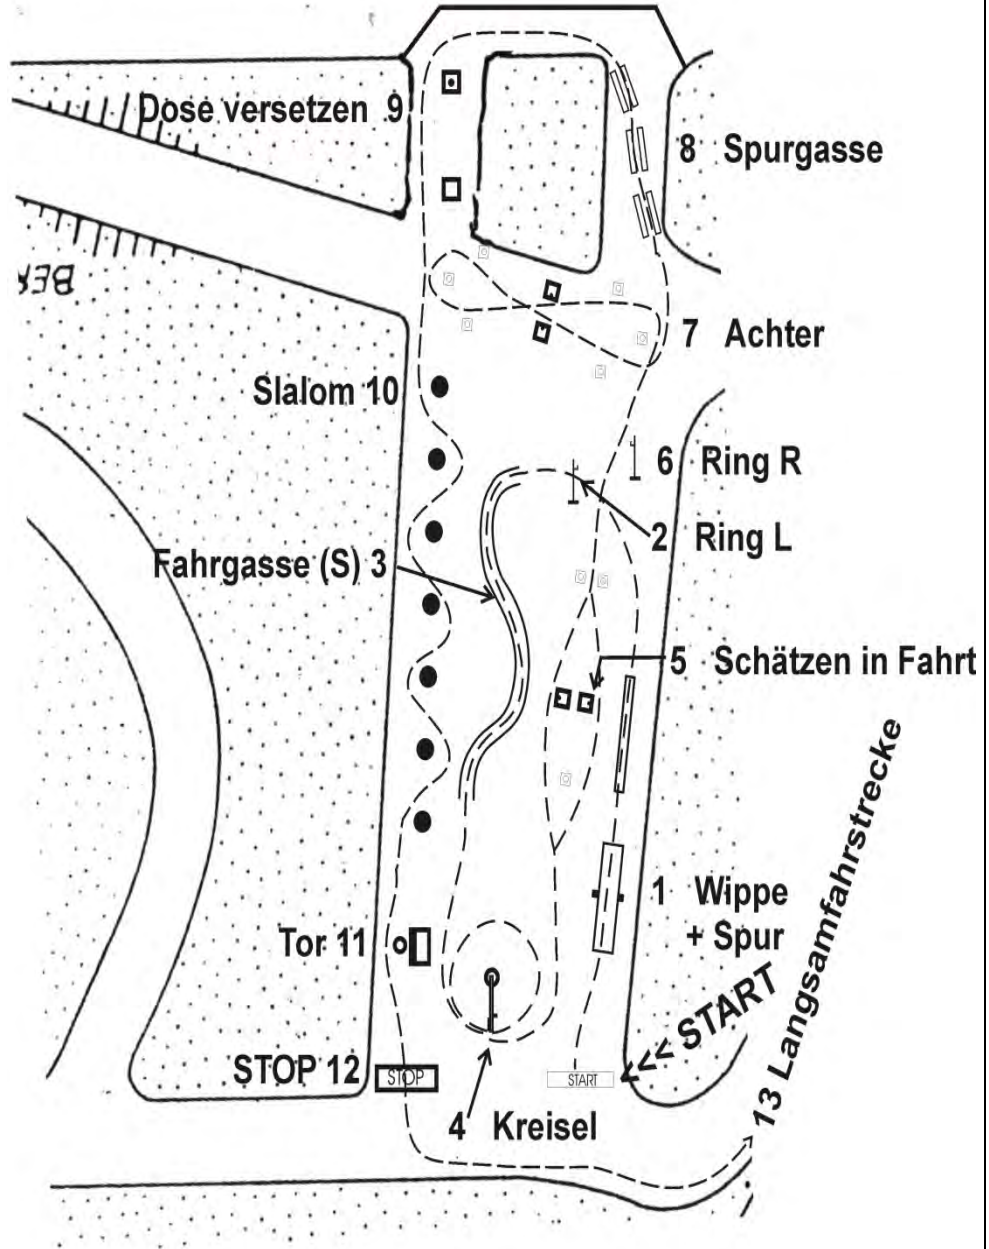 Dose versetzen 9
8 Spurgasse
7 Achter
Slalom 10
6 Ring R
2 Ring L
Fahrgasse (S) 3
5 Schätzen in Fahrt
1 Wippe
+ Spur
Tor 11
START
13 Langsamfahrstrecke
STOP 12
STOP
START
4 Kreisel